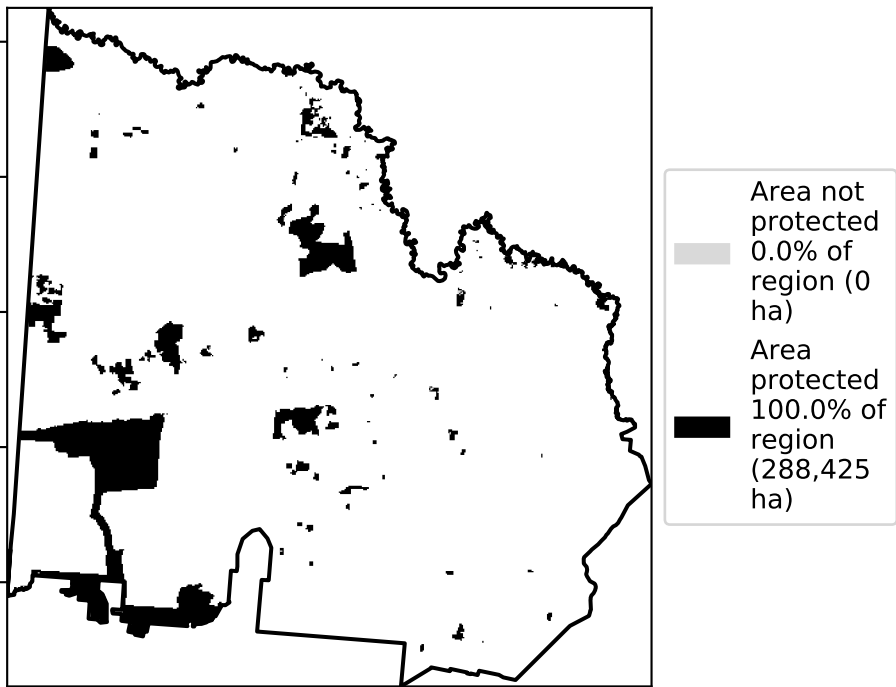 Area not
protected
0.0% of
region (0
ha)
Area
protected
100.0% of
region
(288,425
ha)